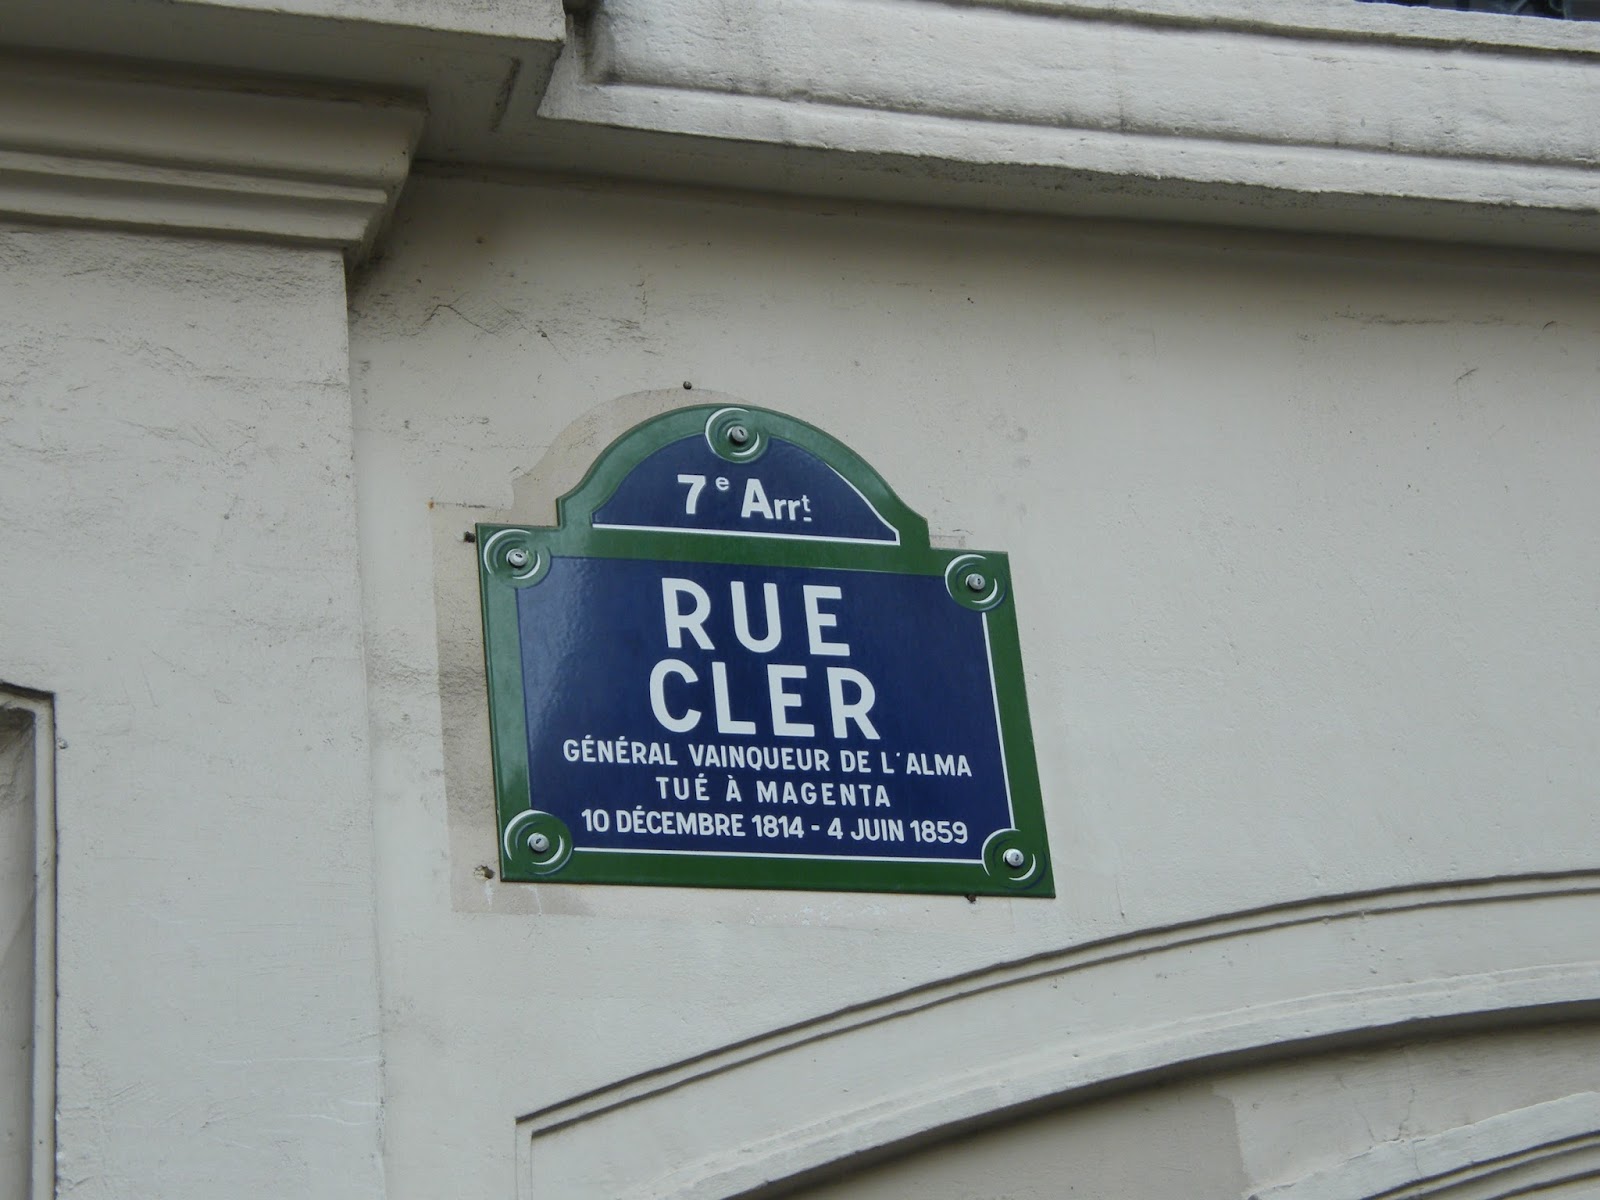 7e Arrt
RUE
CLER
GÉNÉRAL VAINQUEUR DE L'ALMA
TUÉ À MAGENTA
10 DÉCEMBRE 1814 - 4 JUIN 1859